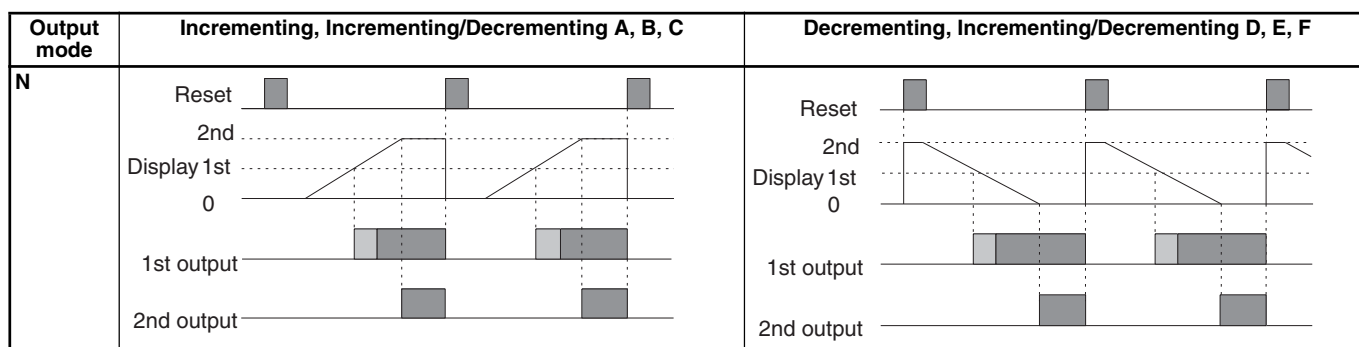 Output mode
Incrementing, Incrementing/Decrementing A, B, C
Decrementing, Incrementing/Decrementing D, E, F
N
Reset
2nd
Display 1st
0
1st output
2nd output
Reset
2nd
Display 1st
0
1st output
2nd output